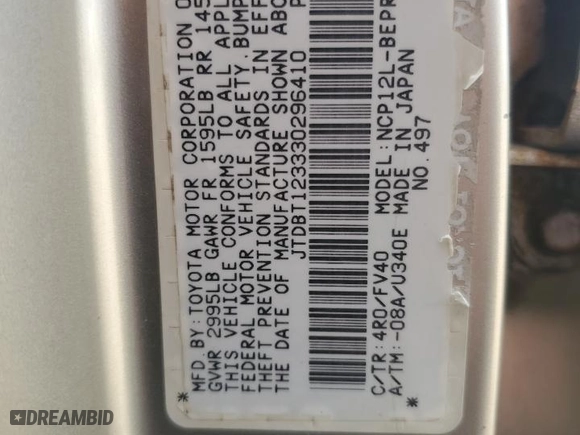 MFD.BY:TOYOTA MOTOR CORPORATION
GVWR 2995LB GAWR FR 1595LB RR 145
THIS VEHICLE CONFORMS TO ALL APPL
FEDERAL MOTOR VEHICLE SAFETY,BUMP
THEFT PREVENTION STANDARDS IN EFF
THE DATE OF MANUFACTURE SHOWN ABO
JTDBT123330296410 P
C/TR:4R0/FV40 MODEL:NCP12L-BEPR
A/TM:-08A/U340E MADE IN JAPAN
NO.497
* *
TOYOTA
DREAMBID